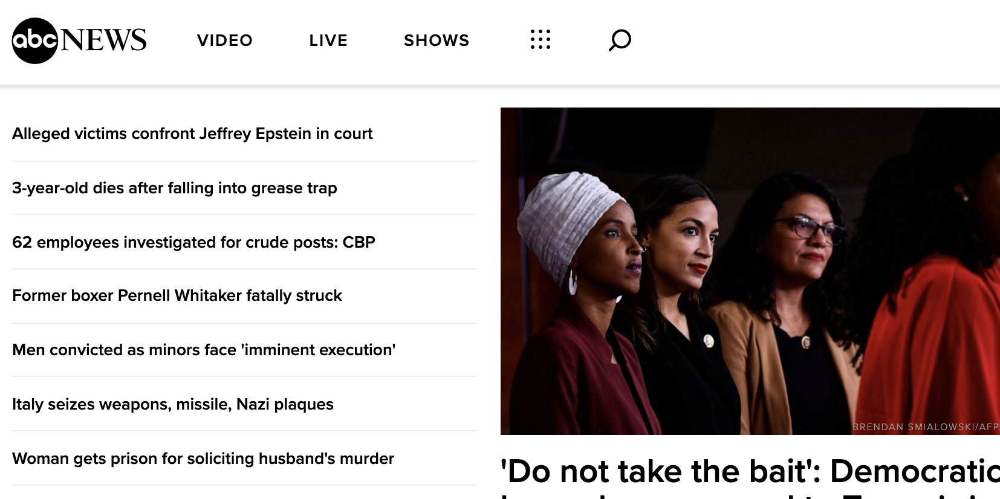 abc NEWS
VIDEO
LIVE
SHOWS
Alleged victims confront Jeffrey Epstein in court
3-year-old dies after falling into grease trap
62 employees investigated for crude posts: CBP
Former boxer Pernell Whitaker fatally struck
Men convicted as minors face 'imminent execution'
Italy seizes weapons, missile, Nazi plaques
Woman gets prison for soliciting husband's murder
BRENDAN SMIALOWSKI/AFP
'Do not take the bait': Democratic